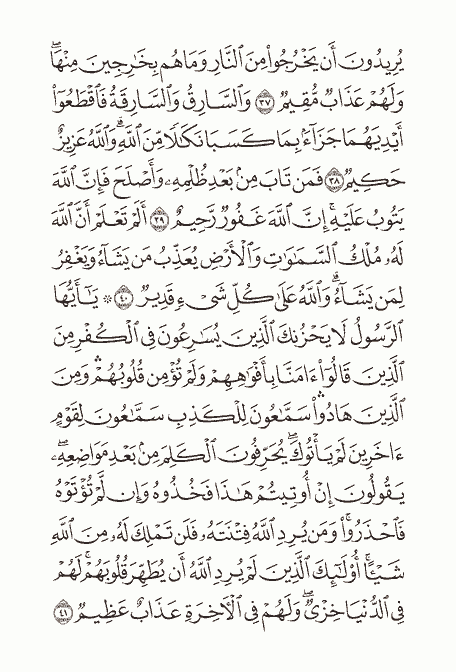 يُرِيدُونَ أَن يَخْرُجُوا۟ مِنَ ٱلنَّارِ وَمَا هُم بِخَٰرِجِينَ مِنْهَا ۖ
وَلَهُمْ عَذَابٌ مُّقِيمٌ ٣٧ وَٱلسَّارِقُ وَٱلسَّارِقَةُ فَٱقْطَعُوٓا۟
أَيْدِيَهُمَا جَزَآءًۢ بِمَا كَسَبَا نَكَٰلًا مِّنَ ٱللَّهِ ۗ وَٱللَّهُ عَزِيزٌ
حَكِيمٌ ٣٨ فَمَن تَابَ مِنۢ بَعْدِ ظُلْمِهِۦ وَأَصْلَحَ فَإِنَّ ٱللَّهَ
يَتُوبُ عَلَيْهِ ۗ إِنَّ ٱللَّهَ غَفُورٌ رَّحِيمٌ ٣٩ أَلَمْ تَعْلَمْ أَنَّ ٱللَّهَ
لَهُۥ مُلْكُ ٱلسَّمَٰوَٰتِ وَٱلْأَرْضِ يُعَذِّبُ مَن يَشَآءُ وَيَغْفِرُ
لِمَن يَشَآءُ ۗ وَٱللَّهُ عَلَىٰ كُلِّ شَىْءٍ قَدِيرٌ ٤٠ ۞ يَٰٓأَيُّهَا
ٱلرَّسُولُ لَا يَحْزُنكَ ٱلَّذِينَ يُسَٰرِعُونَ فِى ٱلْكُفْرِ مِنَ
ٱلَّذِينَ قَالُوٓا۟ ءَامَنَّا بِأَفْوَٰهِهِمْ وَلَمْ تُؤْمِن قُلُوبُهُمْ ۛ وَمِنَ
ٱلَّذِينَ هَادُوا۟ ۛ سَمَّٰعُونَ لِلْكَذِبِ سَمَّٰعُونَ لِقَوْمٍ
ءَاخَرِينَ لَمْ يَأْتُوكَ ۖ يُحَرِّفُونَ ٱلْكَلِمَ مِنۢ بَعْدِ مَوَاضِعِهِۦ ۖ
يَقُولُونَ إِنْ أُوتِيتُمْ هَٰذَا فَخُذُوهُ وَإِن لَّمْ تُؤْتَوْهُ
فَٱحْذَرُوا۟ ۚ وَمَن يُرِدِ ٱللَّهُ فِتْنَتَهُۥ فَلَن تَمْلِكَ لَهُۥ مِنَ ٱللَّهِ
شَيْـًٔا ۚ أُو۟لَٰٓئِكَ ٱلَّذِينَ لَمْ يُرِدِ ٱللَّهُ أَن يُطَهِّرَ قُلُوبَهُمْ ۚ لَهُمْ
فِى ٱلدُّنْيَا خِزْىٌ ۖ وَلَهُمْ فِى ٱلْءَاخِرَةِ عَذَابٌ عَظِيمٌ ٤١